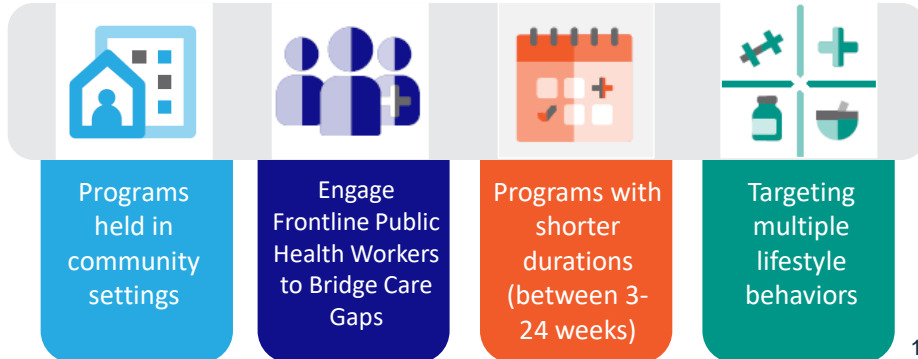 Programs
held in
community
settings
Engage
Frontline Public
Health Workers
to Bridge Care
Gaps
Programs with
shorter
durations
(between 3-
24 weeks)
Targeting
multiple
lifestyle
behaviors
1